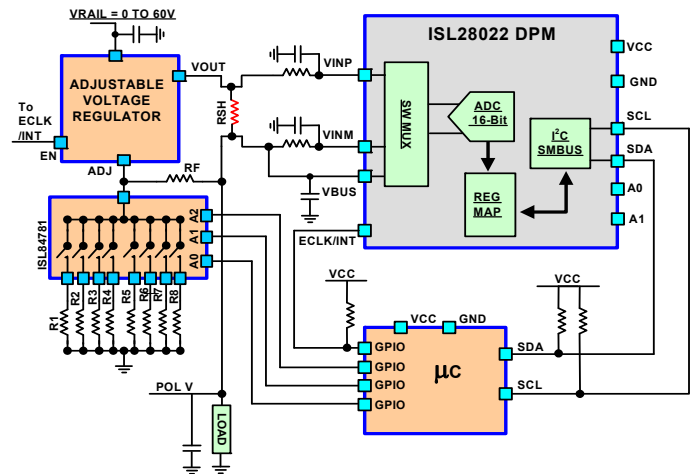 VRAIL = 0 TO 60V
ISL28022 DPM
VOUT
VINP
VCC
ADJUSTABLE
VOLTAGE
REGULATOR
To
ECLK
/INT
EN
ADJ
RSH
RF
VINM
VBUS
SW MUX
ADC
16-Bit
REG
MAP
I2C
SMBUS
GND
SCL
SDA
A0
A1
ECLK/INT
ISL84781
A2
A1
A0
R1
R2
R3
R4
R5
R6
R7
R8
VCC
VCC
VCC
GND
GPIO
GPIO
GPIO
GPIO
µC
SDA
SCL
POL V
LOAD